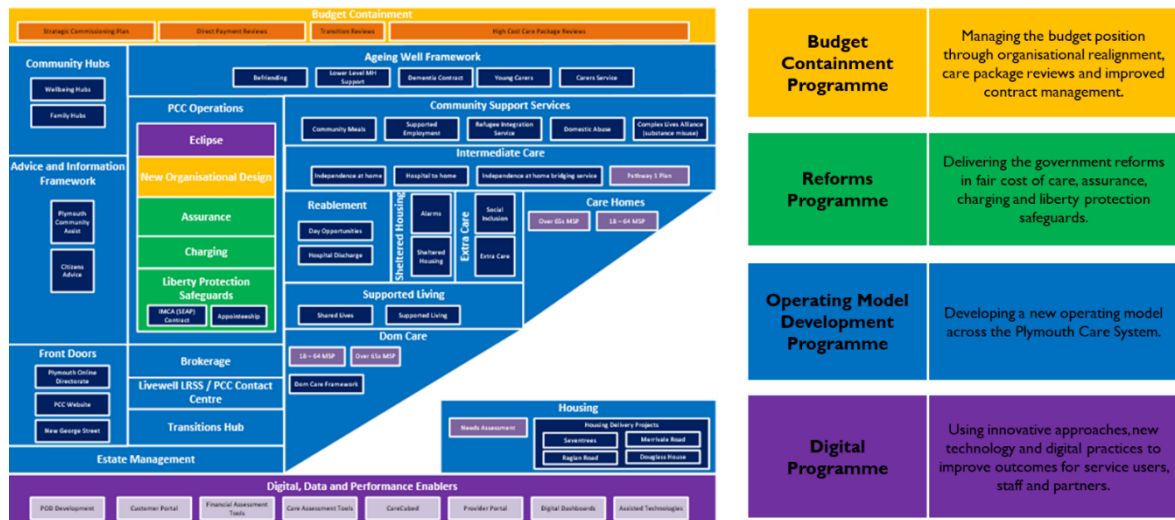 Budget Containment
Strategic Commissioning Plan
Direct Payment Reviews
Transition Reviews
High Cost Care Package Reviews
Community Hubs
Wellbeing Hubs
Family Hubs
Ageing Well Framework
Befriending
Lower Level MH
Support
Dementia Contract
Young Carers
Carers Service
PCC Operations
Eclipse
New Organisational Design
Assurance
Charging
Liberty Protection
Safeguards
IMCA (SEAP)
Contract
Appointeeship
Community Support Services
Community Meals
Supported
Employment
Refugee Integration
Service
Domestic Abuse
Complex Lives Alliance
(substance misuse)
Intermediate Care
Independence at home
Hospital to home
Independence at home bridging service
Pathway 1 Plan
Advice and Information
Framework
Plymouth
Community
Assist
Citizens
Advice
Reablement
Day Opportunities
Hospital Discharge
Sheltered Housing
Alarms
Sheltered
Housing
Extra Care
Social
Inclusion
Extra Care
Care Homes
Over 65s MSP
18 – 64 MSP
Supported Living
Shared Lives
Supported Living
Dom Care
18 – 64 MSP
Over 65s MSP
Dom Care Framework
Front Doors
Plymouth Online
Directorate
PCC Website
New George Street
Brokerage
Livewell LRSS / PCC Contact
Centre
Transitions Hub
Estate Management
Housing
Needs Assessment
Housing Delivery Projects
Seventrees
Merrivale Road
Raglan Road
Douglass House
Digital, Data and Performance Enablers
POD Development
Customer Portal
Financial Assessment
Tools
Care Assessment Tools
CareCubed
Provider Portal
Digital Dashboards
Assisted Technologies
Budget
Containment
Programme
Managing the budget position
through organisational realignment,
care package reviews and improved
contract management.
Reforms
Programme
Delivering the government reforms
in fair cost of care, assurance,
charging and liberty protection
safeguards.
Operating Model
Development
Programme
Developing a new operating model
across the Plymouth Care System.
Digital
Programme
Using innovative approaches, new
technology and digital practices to
improve outcomes for service users,
staff and partners.